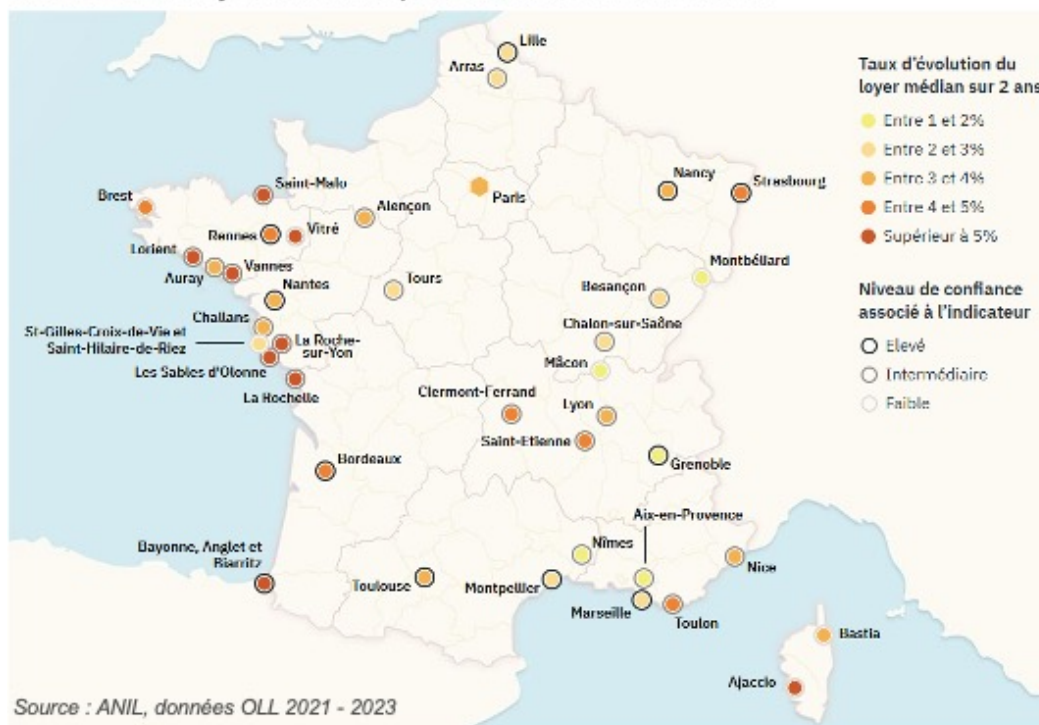 Lille
Arras
Taux d'évolution du
loyer médian sur 2 ans
Entre 1 et 2%
Entre 2 et 3%
Entre 3 et 4%
Entre 4 et 5%
Supérieur à 5%
Niveau de confiance
associé à l'indicateur
Elevé
Intermédiaire
Faible
Nancy
Strasbourg
Saint-Malo
Paris
Brest
Alençon
Rennes
Vitré
Lorient
Vannes
Auray
Tours
Montbéliard
Besançon
Nantes
Challans
Chalon-sur-Saône
St-Gilles-Croix-de-Vie et
Saint-Hilaire-de-Riez
La Roche-
sur-Yon
Les Sables d'Olonne
Mâcon
La Rochelle
Clermont-Ferrand
Lyon
Saint-Etienne
Grenoble
Bordeaux
Aix-en-Provence
Bayonne, Anglet et
Biarritz
Nîmes
Nice
Toulouse
Montpellier
Marseille
Toulon
Bastia
Ajaccio
Source : ANIL, données OLL 2021 - 2023